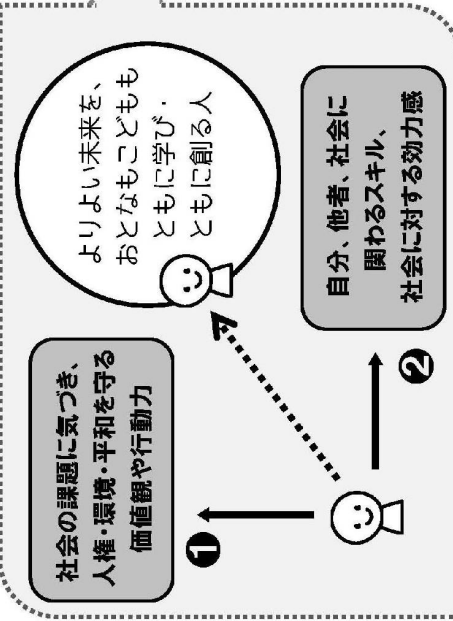 社会の課題に気づき、
人権・環境・平和を守る
価値観や行動力
❶
よりよい未来を、
おとなもこどもも
ともに学び・
ともに創る人
自分、他者、社会に
関わるスキル、
社会に対する効力感
❷